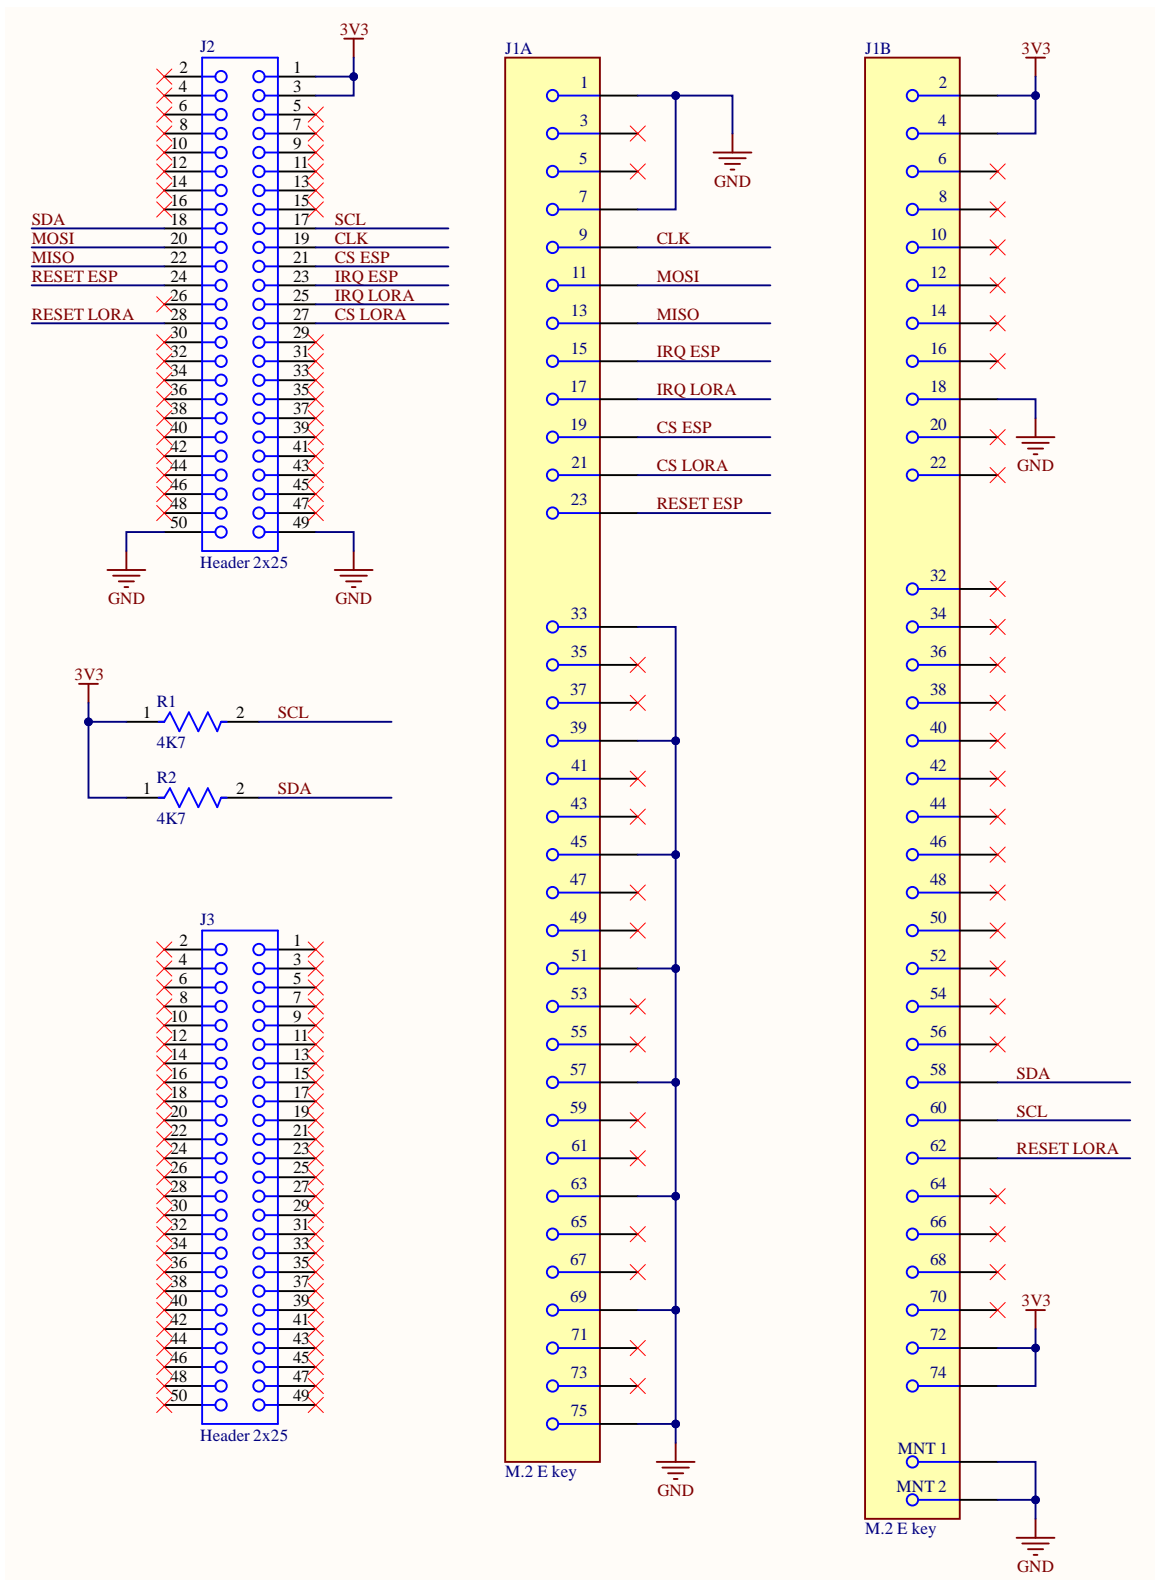 J2
3V3
2 1
4 3
6 5
8 7
10 9
12 11
14 13
16 15
SDA 18 17 SCL
MOSI 20 19 CLK
MISO 22 21 CS ESP
RESET ESP 24 23 IRQ ESP
26 25 IRQ LORA
RESET LORA 28 27 CS LORA
30 29
32 31
34 33
36 35
38 37
40 39
42 41
44 43
46 45
48 47
50 49
Header 2x25
GND GND
3V3
R1
1 2 SCL
4K7
R2
1 2 SDA
4K7
J3
2 1
4 3
6 5
8 7
10 9
12 11
14 13
16 15
18 17
20 19
22 21
24 23
26 25
28 27
30 29
32 31
34 33
36 35
38 37
40 39
42 41
44 43
46 45
48 47
50 49
Header 2x25
J1A
1
3
5
7
GND
9 CLK
11 MOSI
13 MISO
15 IRQ ESP
17 IRQ LORA
19 CS ESP
21 CS LORA
23 RESET ESP
33
35
37
39
41
43
45
47
49
51
53
55
57
59
61
63
65
67
69
71
73
75
M.2 E key
GND
J1B
3V3
2
4
6
8
10
12
14
16
18
20
GND
22
32
34
36
38
40
42
44
46
48
50
52
54
56
58 SDA
60 SCL
62 RESET LORA
64
66
68
70
3V3
72
74
MNT 1
MNT 2
M.2 E key
GND